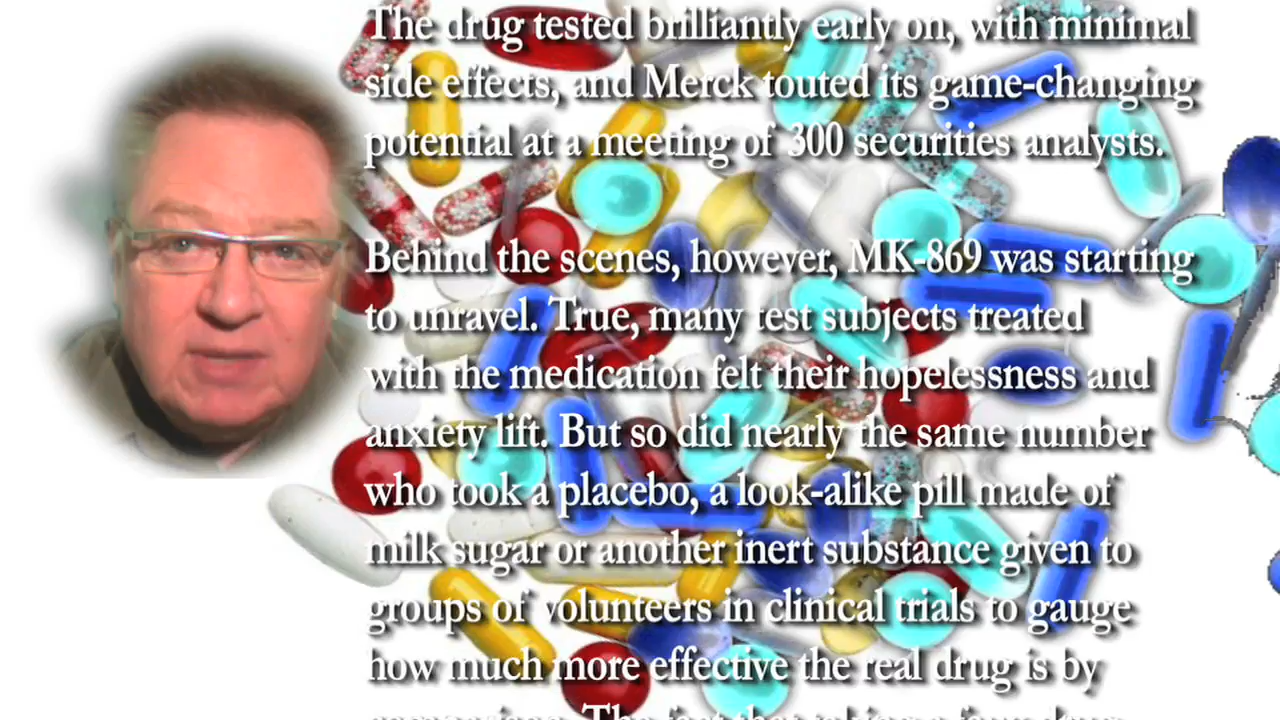 The drug tested brilliantly early on, with minimal
side effects, and Merck touted its game-changing
potential at a meeting of 300 securities analysts.
Behind the scenes, however, MK-869 was starting
to unravel. True, many test subjects treated
with the medication felt their hopelessness and
anxiety lift. But so did nearly the same number
who took a placebo, a look-alike pill made of
milk sugar or another inert substance given to
groups of volunteers in clinical trials to gauge
how much more effective the real drug is by